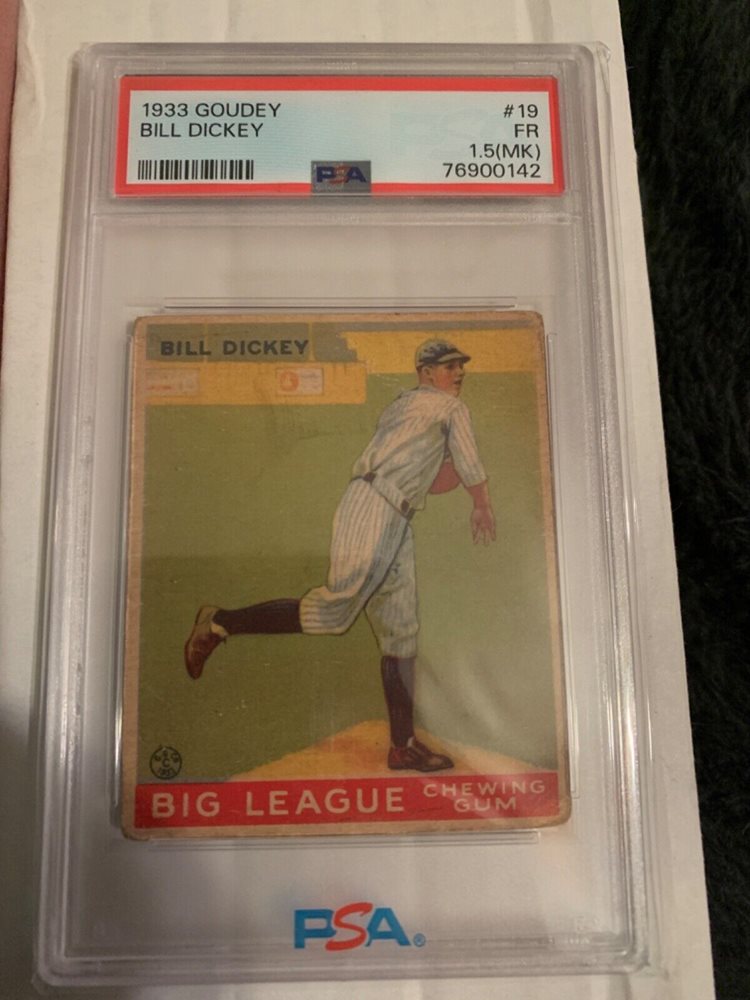 1933 GOUDEY #19
BILL DICKEY FR
1.5(MK)
76900142
PSA
BILL DICKEY
BIG LEAGUE CHEWING GUM
PSA®